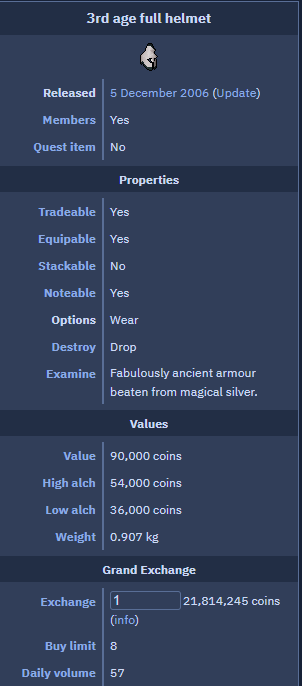 3rd age full helmet
Released 5 December 2006 (Update)
Members Yes
Quest item No
Properties
Tradeable Yes
Equipable Yes
Stackable No
Noteable Yes
Options Wear
Destroy Drop
Examine Fabulously ancient armour
beaten from magical silver.
Values
Value 90,000 coins
High alch 54,000 coins
Low alch 36,000 coins
Weight 0.907 kg
Grand Exchange
Exchange 1 21,814,245 coins
(info)
Buy limit 8
Daily volume 57